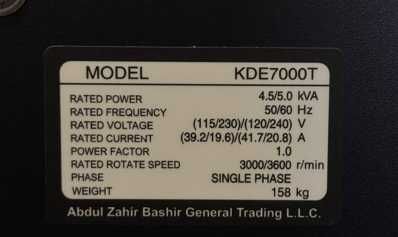 MODEL KDE7000T
RATED POWER 4.5/5.0 kVA
RATED FREQUENCY 50/60 Hz
RATED VOLTAGE (115/230)/(120/240) V
RATED CURRENT (39.2/19.6)/(41.7/20.8) A
POWER FACTOR 1.0
RATED ROTATE SPEED 3000/3600 r/min
PHASE SINGLE PHASE
WEIGHT 158 kg
Abdul Zahir Bashir General Trading L.L.C.